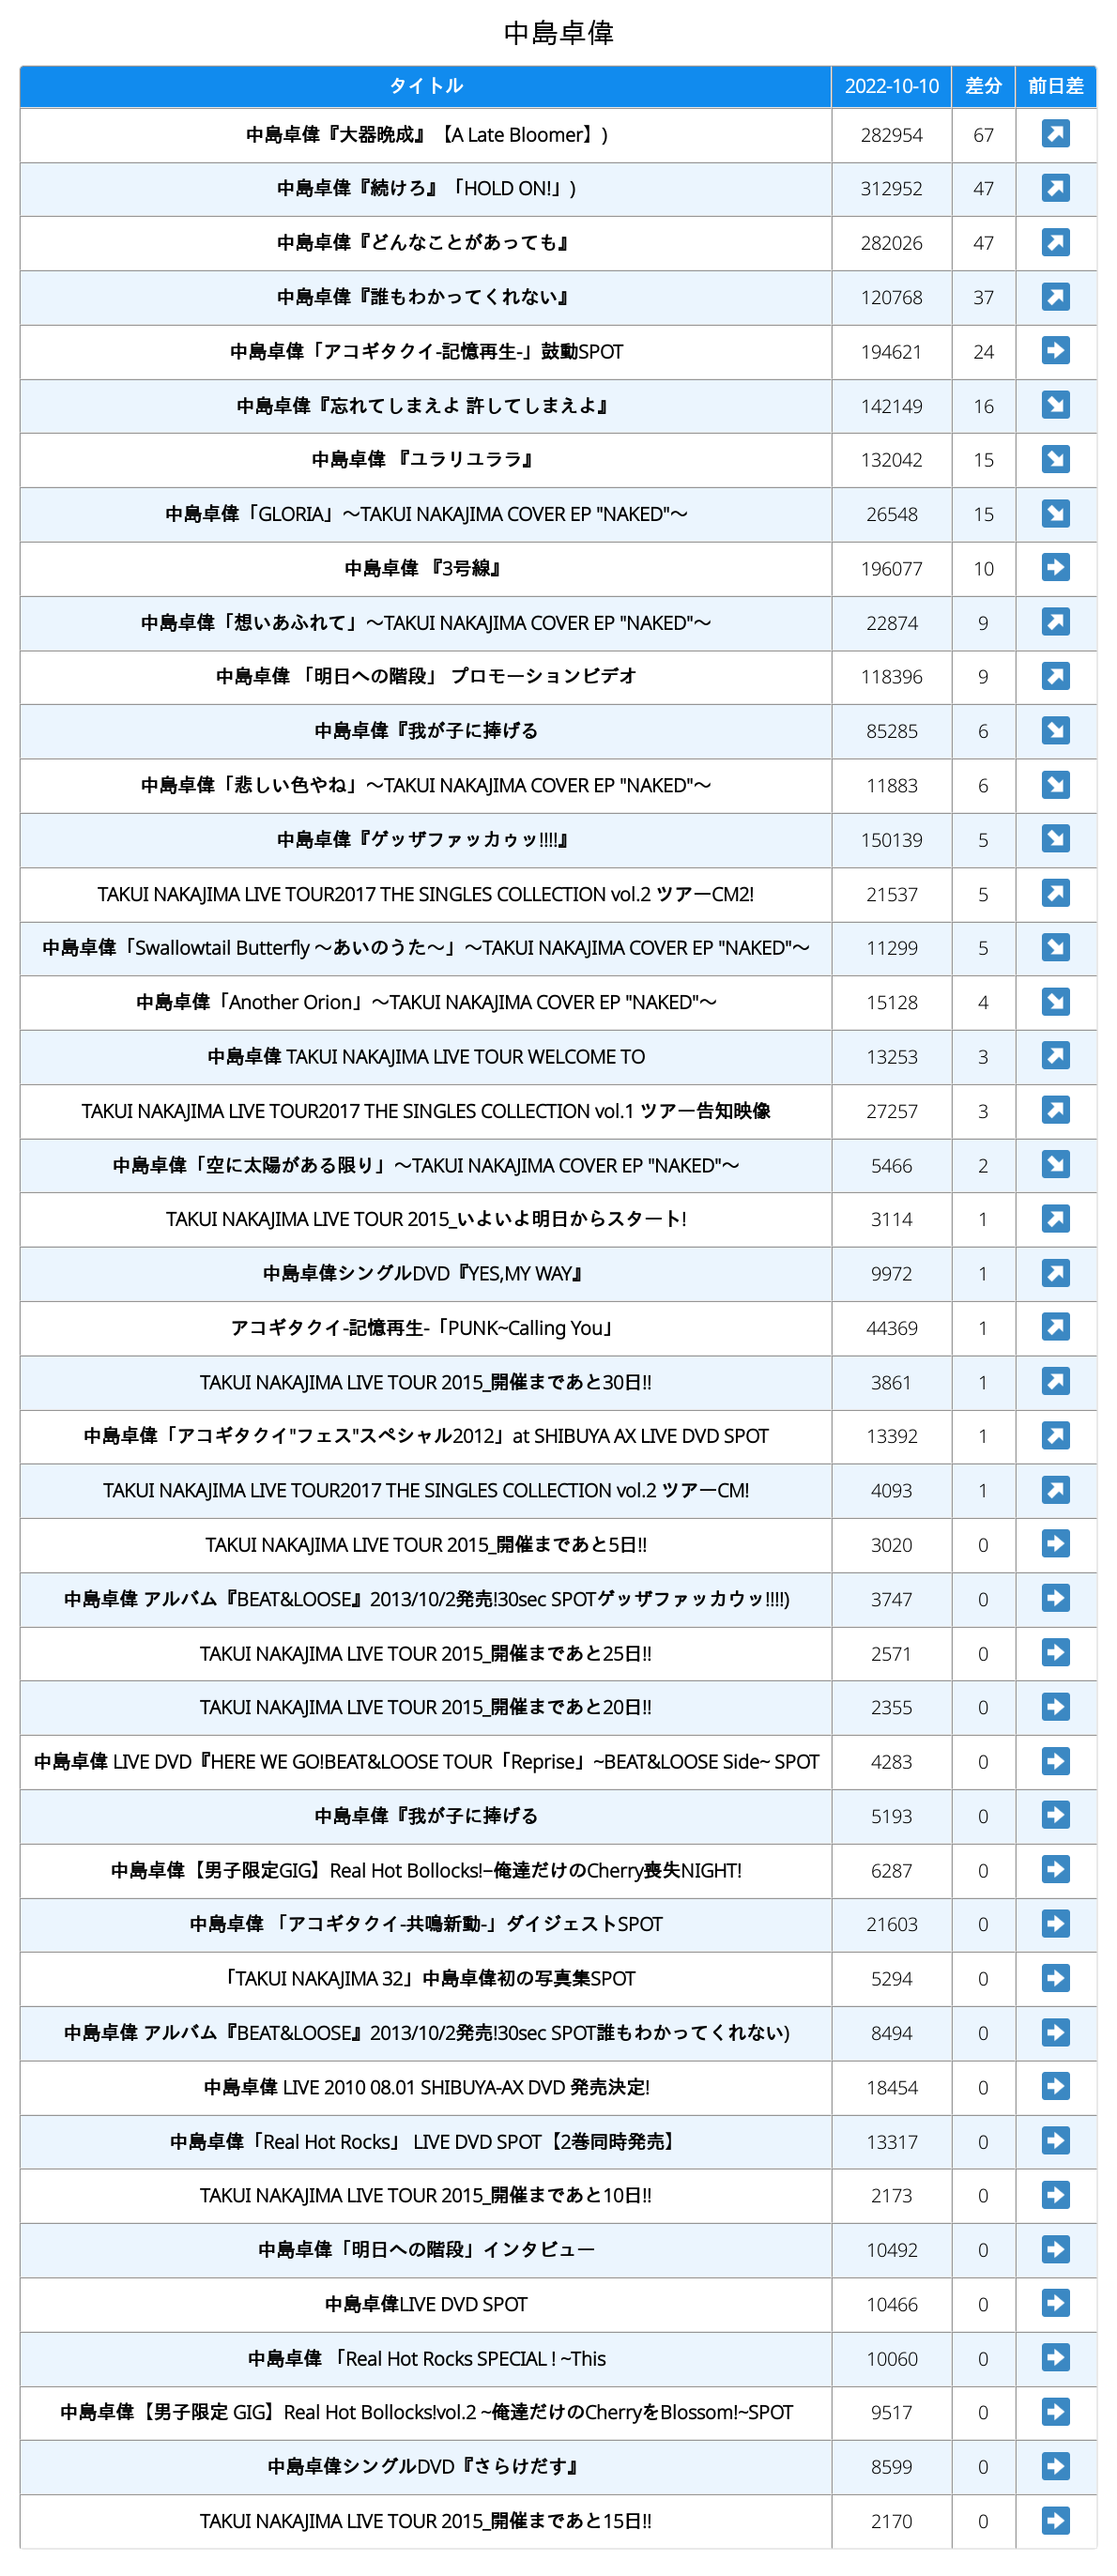 中島卓偉
タイトル 2022-10-10 差分 前日差
中島卓偉『大器晩成』【A Late Bloomer】) 282954 67 ↗
中島卓偉『続けろ』「HOLD ON!」) 312952 47 ↗
中島卓偉『どんなことがあっても』 282026 47 ↗
中島卓偉『誰もわかってくれない』 120768 37 ↗
中島卓偉「アコギタクイ-記憶再生-」鼓動SPOT 194621 24 ➡
中島卓偉『忘れてしまえよ 許してしまえよ』 142149 16 ↘
中島卓偉 『ユラリユララ』 132042 15 ↘
中島卓偉「GLORIA」～TAKUI NAKAJIMA COVER EP "NAKED"～ 26548 15 ↘
中島卓偉 『3号線』 196077 10 ➡
中島卓偉「想いあふれて」～TAKUI NAKAJIMA COVER EP "NAKED"～ 22874 9 ↗
中島卓偉 「明日への階段」 プロモーションビデオ 118396 9 ↗
中島卓偉『我が子に捧げる 85285 6 ↘
中島卓偉「悲しい色やね」～TAKUI NAKAJIMA COVER EP "NAKED"～ 11883 6 ↘
中島卓偉『ゲッザファッカゥッ!!!!』 150139 5 ↘
TAKUI NAKAJIMA LIVE TOUR2017 THE SINGLES COLLECTION vol.2 ツアーCM2! 21537 5 ↗
中島卓偉「Swallowtail Butterfly ～あいのうた～」～TAKUI NAKAJIMA COVER EP "NAKED"～ 11299 5 ↘
中島卓偉「Another Orion」～TAKUI NAKAJIMA COVER EP "NAKED"～ 15128 4 ↘
中島卓偉 TAKUI NAKAJIMA LIVE TOUR WELCOME TO 13253 3 ↗
TAKUI NAKAJIMA LIVE TOUR2017 THE SINGLES COLLECTION vol.1 ツアー告知映像 27257 3 ↗
中島卓偉「空に太陽がある限り」～TAKUI NAKAJIMA COVER EP "NAKED"～ 5466 2 ↘
TAKUI NAKAJIMA LIVE TOUR 2015_いよいよ明日からスタート! 3114 1 ↗
中島卓偉シングルDVD『YES,MY WAY』 9972 1 ↗
アコギタクイ-記憶再生-「PUNK~Calling You」 44369 1 ↗
TAKUI NAKAJIMA LIVE TOUR 2015_開催まであと30日!! 3861 1 ↗
中島卓偉「アコギタクイ"フェス"スペシャル2012」at SHIBUYA AX LIVE DVD SPOT 13392 1 ↗
TAKUI NAKAJIMA LIVE TOUR2017 THE SINGLES COLLECTION vol.2 ツアーCM! 4093 1 ↗
TAKUI NAKAJIMA LIVE TOUR 2015_開催まであと5日!! 3020 0 ➡
中島卓偉 アルバム『BEAT&LOOSE』2013/10/2発売!30sec SPOTゲッザファッカウッ!!!!) 3747 0 ➡
TAKUI NAKAJIMA LIVE TOUR 2015_開催まであと25日!! 2571 0 ➡
TAKUI NAKAJIMA LIVE TOUR 2015_開催まであと20日!! 2355 0 ➡
中島卓偉 LIVE DVD『HERE WE GO!BEAT&LOOSE TOUR「Reprise」~BEAT&LOOSE Side~ SPOT 4283 0 ➡
中島卓偉『我が子に捧げる 5193 0 ➡
中島卓偉【男子限定GIG】Real Hot Bollocks!−俺達だけのCherry喪失NIGHT! 6287 0 ➡
中島卓偉 「アコギタクイ-共鳴新動-」ダイジェストSPOT 21603 0 ➡
「TAKUI NAKAJIMA 32」中島卓偉初の写真集SPOT 5294 0 ➡
中島卓偉 アルバム『BEAT&LOOSE』2013/10/2発売!30sec SPOT誰もわかってくれない) 8494 0 ➡
中島卓偉 LIVE 2010 08.01 SHIBUYA-AX DVD 発売決定! 18454 0 ➡
中島卓偉「Real Hot Rocks」 LIVE DVD SPOT【2巻同時発売】 13317 0 ➡
TAKUI NAKAJIMA LIVE TOUR 2015_開催まであと10日!! 2173 0 ➡
中島卓偉「明日への階段」インタビュー 10492 0 ➡
中島卓偉LIVE DVD SPOT 10466 0 ➡
中島卓偉 「Real Hot Rocks SPECIAL ! ~This 10060 0 ➡
中島卓偉【男子限定 GIG】Real Hot Bollocks!vol.2 ~俺達だけのCherryをBlossom!~SPOT 9517 0 ➡
中島卓偉シングルDVD『さらけだす』 8599 0 ➡
TAKUI NAKAJIMA LIVE TOUR 2015_開催まであと15日!! 2170 0 ➡